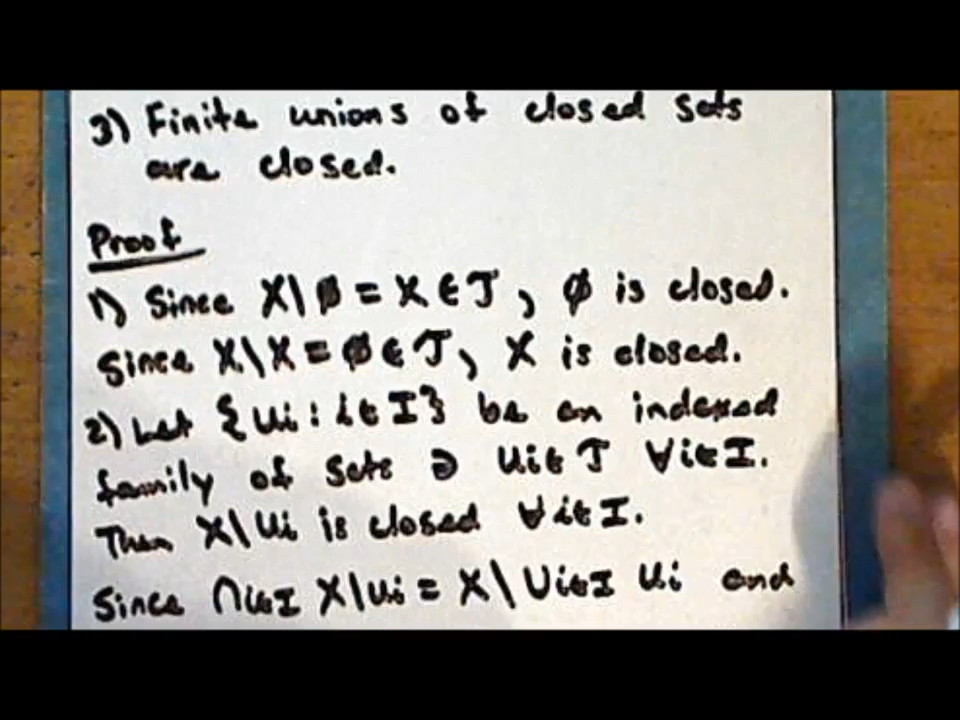 3) Finite unions of closed sets
are closed.
Proof
1) Since X\∅ = X ∈ T, ∅ is closed.
Since X\X = ∅ ∈ T, X is closed.
2) Let {Ui : i ∈ I} be an indexed
family of sets ∋ Ui ∈ T ∀i∈I.
Then X\Ui is closed ∀i∈I.
Since ∩i∈I X\Ui = X\∪i∈I Ui and